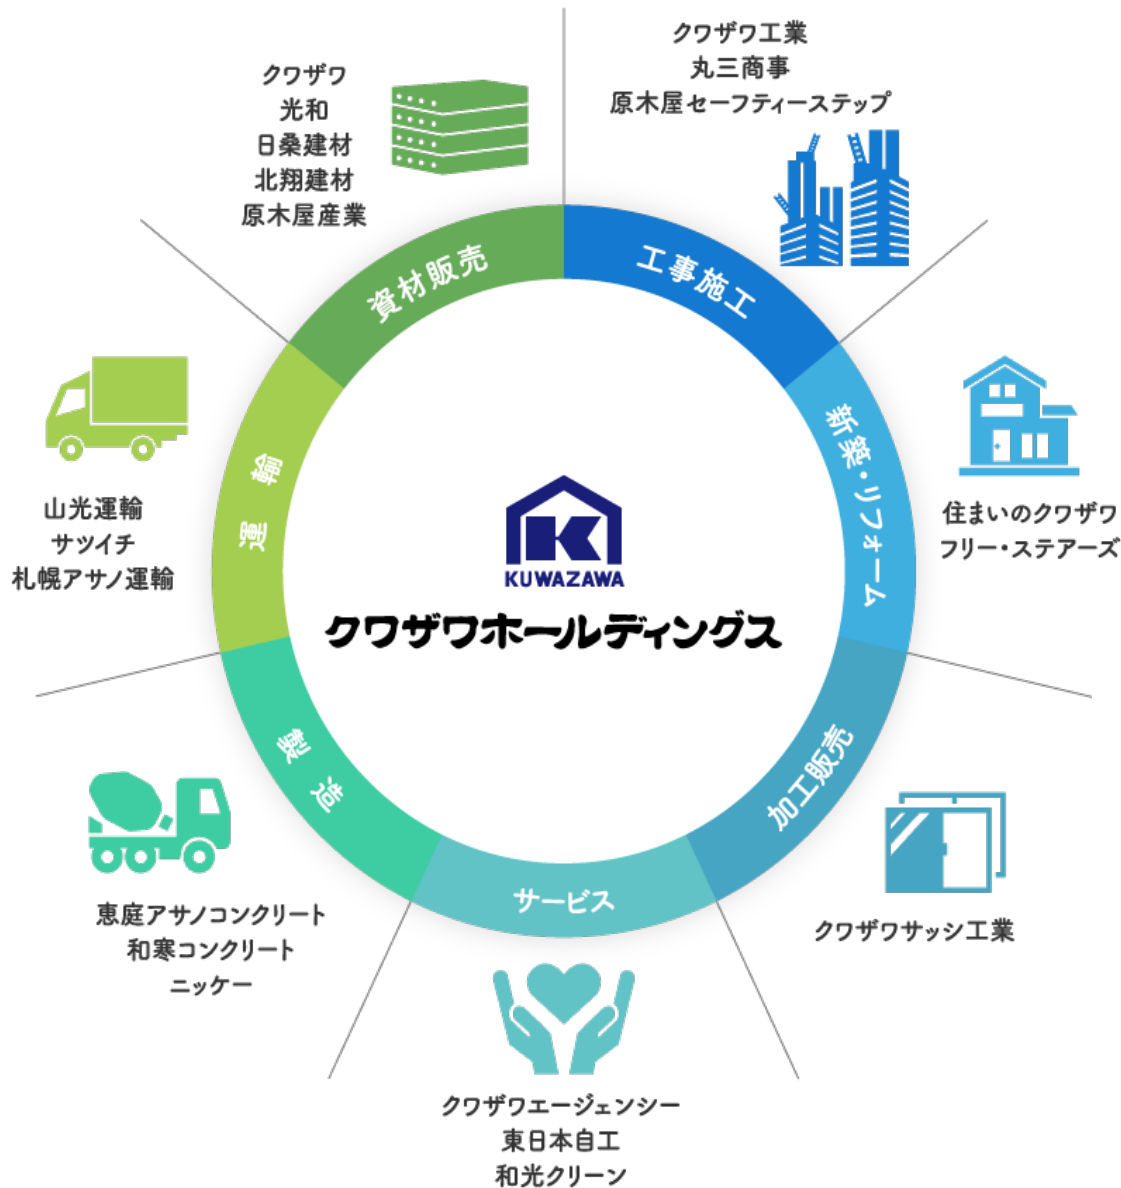 クワザワ
光和
日桑建材
北翔建材
原木屋産業
資材販売
クワザワ工業
丸三商事
原木屋セーフティーステップ
工事施工
新築・リフォーム
住まいのクワザワ
フリー・ステアーズ
加工販売
クワザワサッシ工業
サービス
クワザワエージェンシー
東日本自工
和光クリーン
製造
恵庭アサノコンクリート
和寒コンクリート
ニッケー
運輸
山光運輸
サツイチ
札幌アサノ運輸
KUWAZAWA
クワザワホールディングス